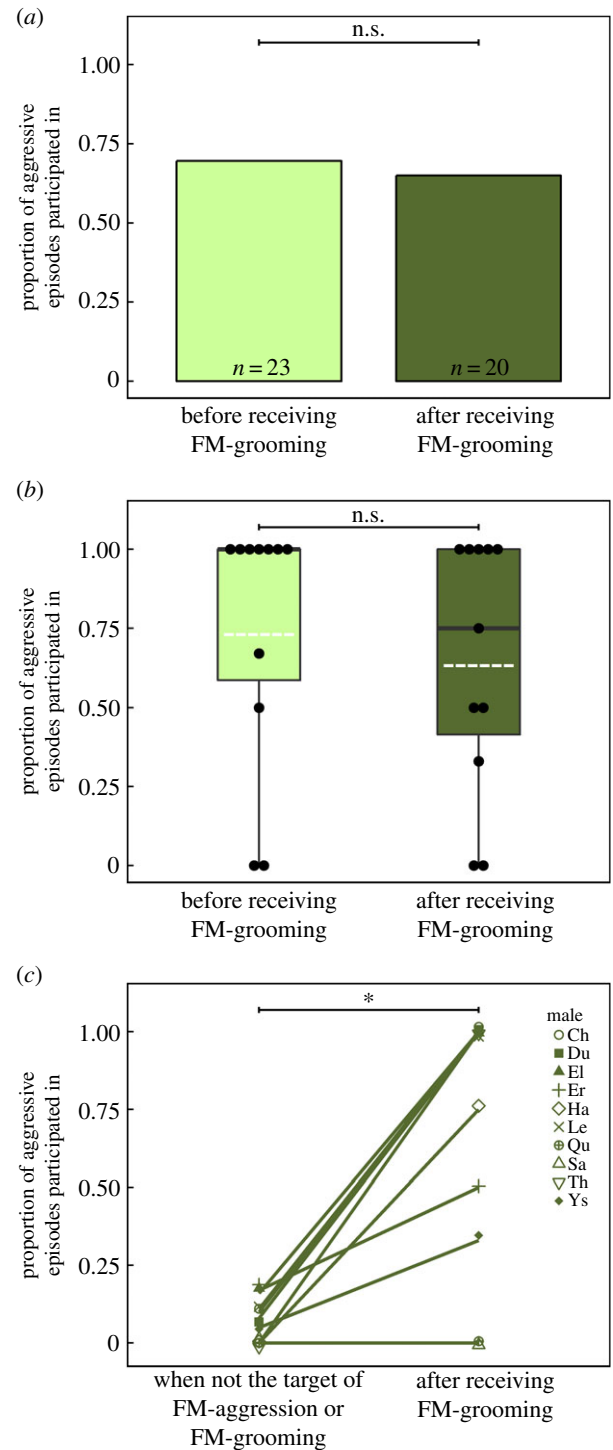 (a)
n.s.
1.00
0.75
0.50
0.25
0
proportion of aggressive
episodes participated in
n = 23
n = 20
before receiving
FM-grooming
after receiving
FM-grooming
(b)
n.s.
1.00
0.75
0.50
0.25
0
proportion of aggressive
episodes participated in
before receiving
FM-grooming
after receiving
FM-grooming
(c)
*
1.00
0.75
0.50
0.25
0
proportion of aggressive
episodes participated in
male
Ch
Du
El
Er
Ha
Le
Qu
Sa
Th
Ys
when not the target of
FM-aggression or
FM-grooming
after receiving
FM-grooming